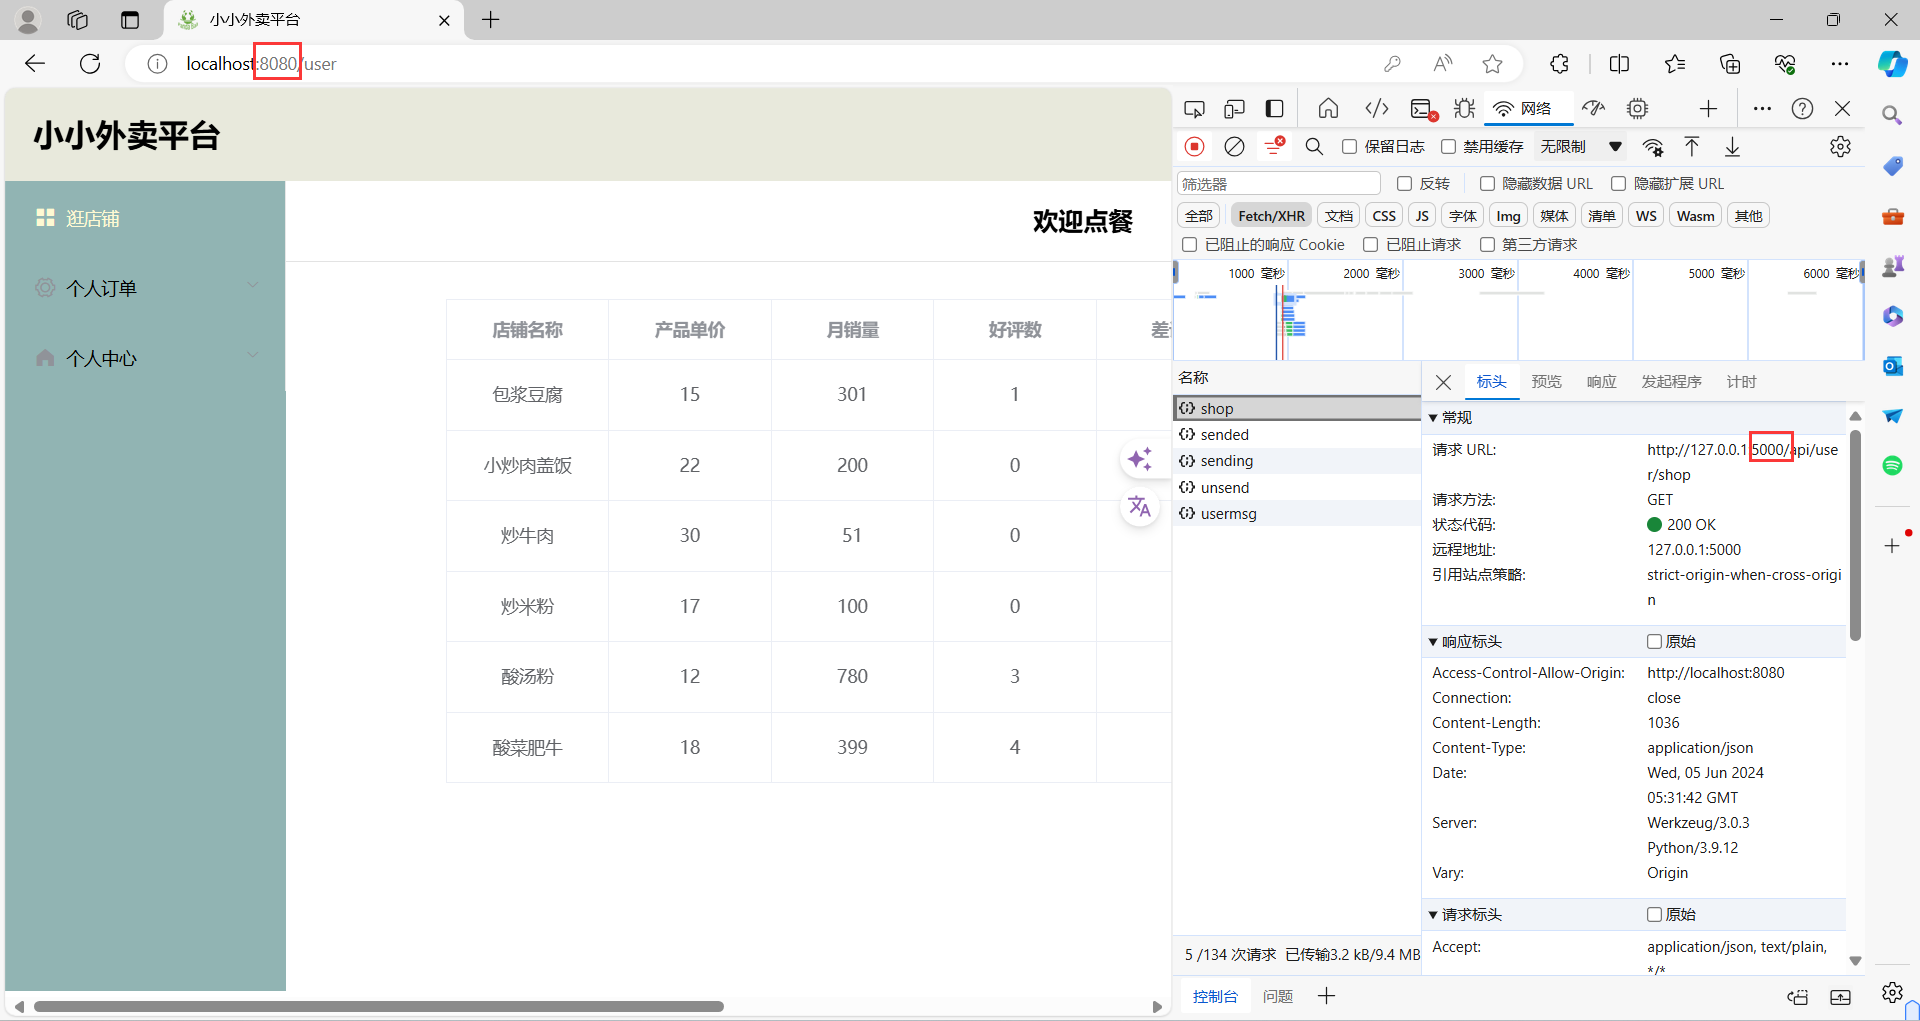 小小外卖平台
localhost:8080/user
小小外卖平台
逛店铺
个人订单
个人中心
欢迎点餐
店铺名称 产品单价 月销量 好评数
包浆豆腐 15 301 1
小炒肉盖饭 22 200 0
炒牛肉 30 51 0
炒米粉 17 100 0
酸汤粉 12 780 3
酸菜肥牛 18 399 4
网络
保留日志 禁用缓存 无限制
筛选器 反转 隐藏数据 URL 隐藏扩展 URL
全部 Fetch/XHR 文档 CSS JS 字体 Img 媒体 清单 WS Wasm 其他
已阻止的响应 Cookie 已阻止请求 第三方请求
1000 毫秒 2000 毫秒 3000 毫秒 4000 毫秒 5000 毫秒 6000 毫秒
名称
shop
sended
sending
unsend
usermsg
5 /134 次请求 已传输3.2 kB/9.4 MB
标头 预览 响应 发起程序 计时
常规
请求 URL: http://127.0.0.1:5000/api/use
r/shop
请求方法: GET
状态代码: 200 OK
远程地址: 127.0.0.1:5000
引用站点策略: strict-origin-when-cross-origi
n
响应标头 原始
Access-Control-Allow-Origin: http://localhost:8080
Connection: close
Content-Length: 1036
Content-Type: application/json
Date: Wed, 05 Jun 2024
05:31:42 GMT
Server: Werkzeug/3.0.3
Python/3.9.12
Vary: Origin
请求标头 原始
Accept: application/json, text/plain,
*/*
控制台 问题